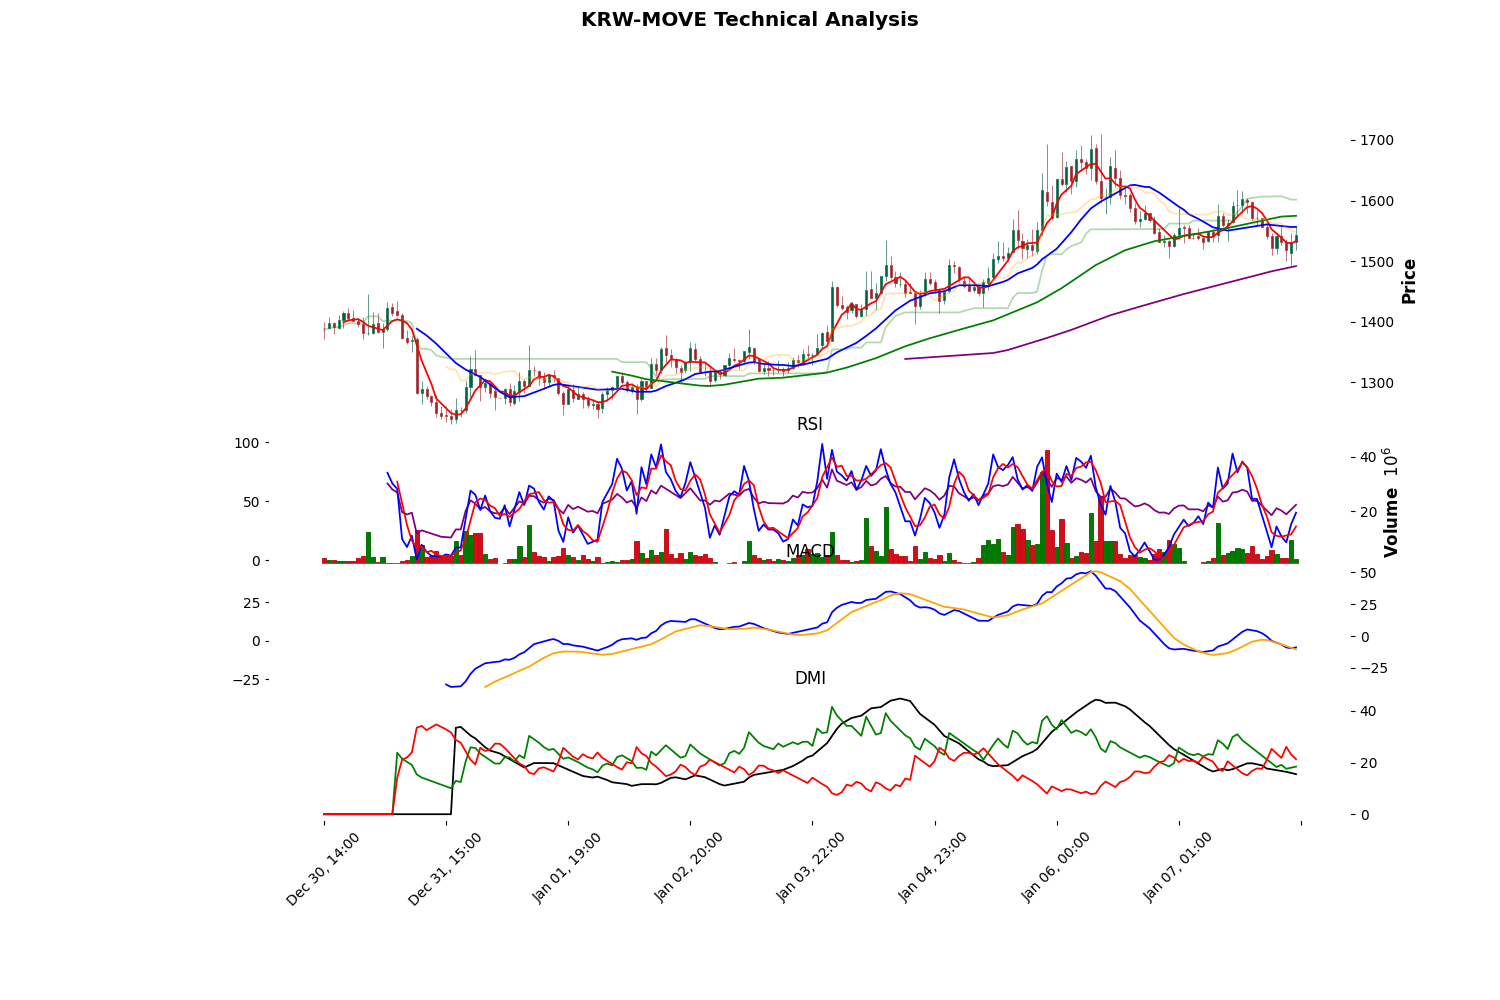 KRW-MOVE Technical Analysis
1700
1600
1500
1400
1300
Price
RSI
100
50
0
40
20
Volume 10^6
MACD
25
0
−25
50
25
0
−25
DMI
40
20
0
Dec 30, 14:00
Dec 31, 15:00
Jan 01, 19:00
Jan 02, 20:00
Jan 03, 22:00
Jan 04, 23:00
Jan 06, 00:00
Jan 07, 01:00